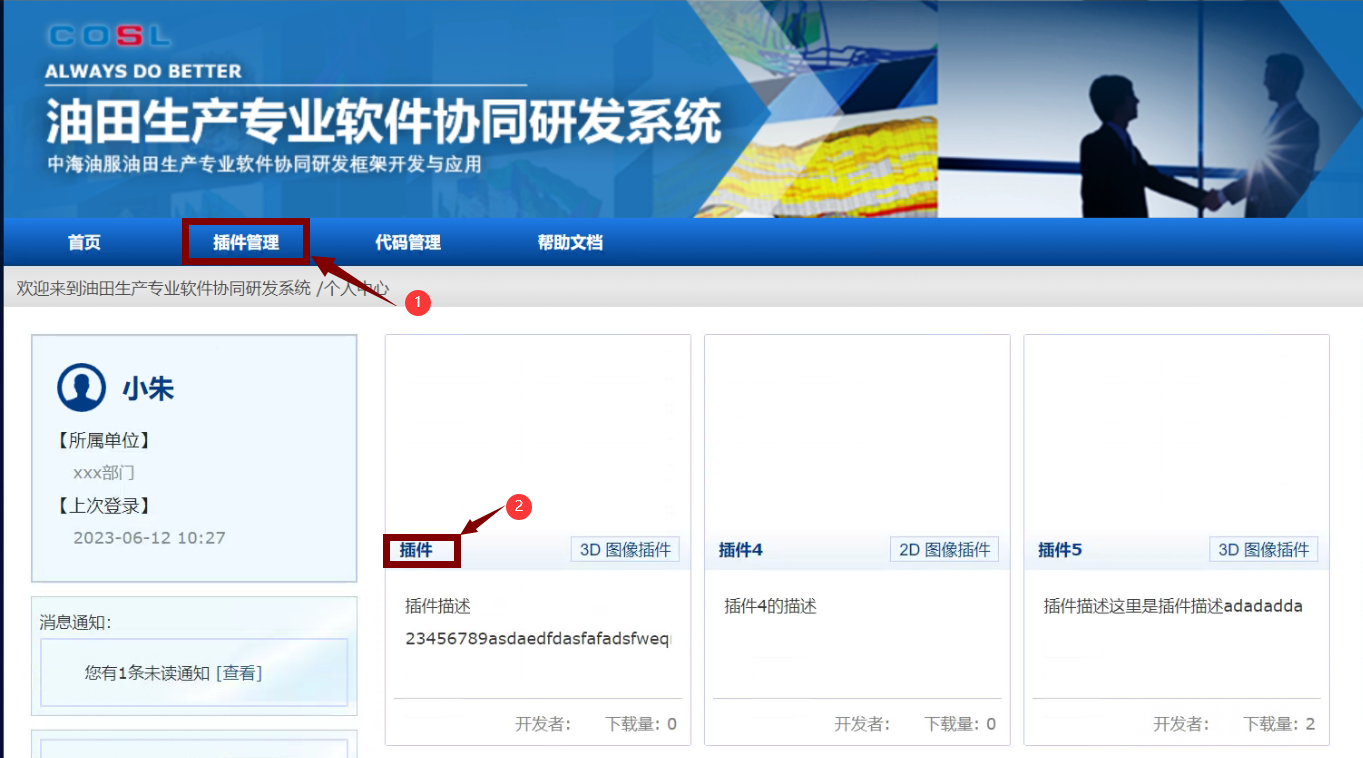 COSL
ALWAYS DO BETTER
油田生产专业软件协同研发系统
中海油服油田生产专业软件协同研发框架开发与应用
首页 插件管理 代码管理 帮助文档
欢迎来到油田生产专业软件协同研发系统 /个人中心
1
小朱
【所属单位】
xxx部门
【上次登录】
2023-06-12 10:27
消息通知：
您有1条未读通知 [查看]
2
插件 3D 图像插件
插件描述
23456789asdaedfdasfafadsfweq
开发者： 下载量: 0
插件4 2D 图像插件
插件4的描述
开发者： 下载量: 0
插件5 3D 图像插件
插件描述这里是插件描述adadadda
开发者： 下载量: 2